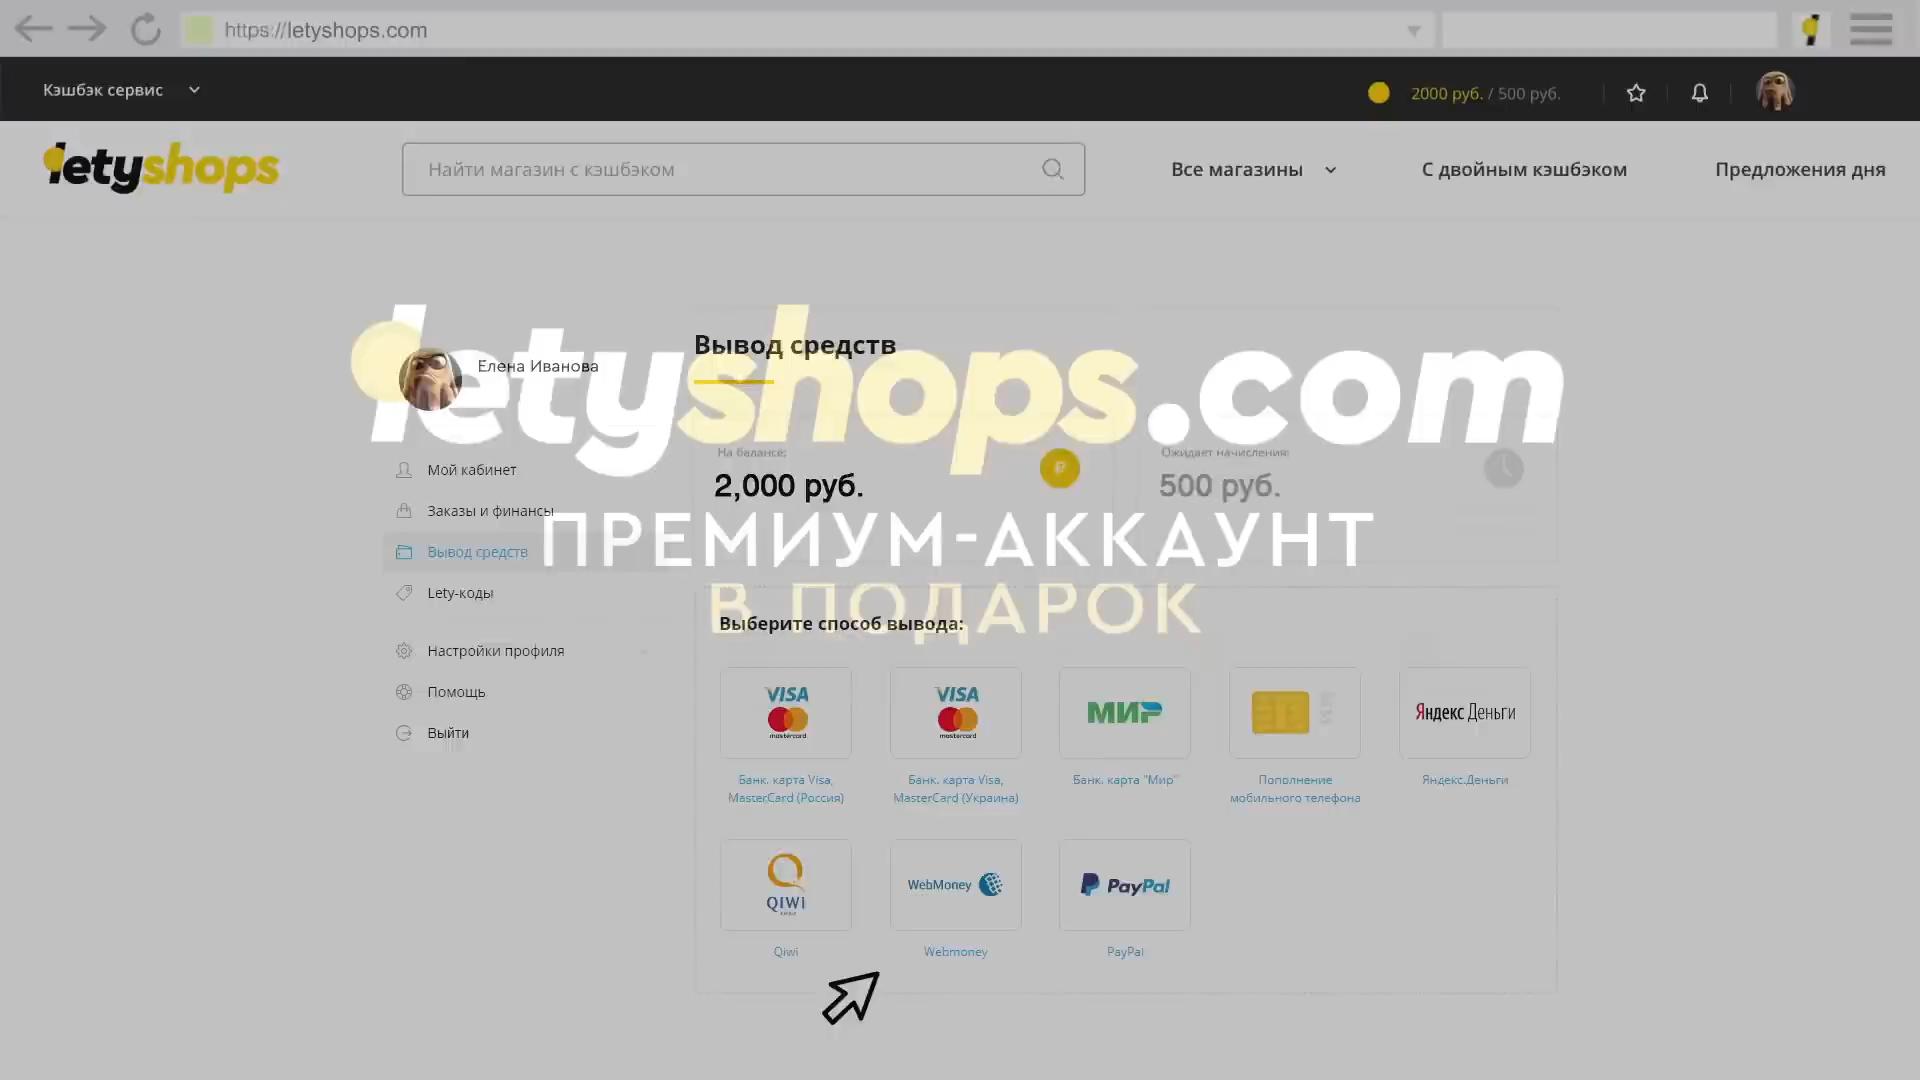 https://letyshops.com
Кэшбэк сервис
2000 руб. / 500 руб.
letyshops
Найти магазин с кэшбэком
Все магазины
С двойным кэшбэком
Предложения дня
letyshops.com
ПРЕМИУМ-АККАУНТ
В ПОДАРОК
Елена Иванова
Мой кабинет
Заказы и финансы
Вывод средств
Lety-коды
Настройки профиля
Помощь
Выйти
Вывод средств
На балансе:
2,000 руб.
Ожидает начисления:
500 руб.
Выберите способ вывода:
VISA
mastercard
Банк. карта Visa,
MasterCard (Россия)
VISA
mastercard
Банк. карта Visa,
MasterCard (Украина)
МИР
Банк. карта "Мир"
Пополнение
мобильного телефона
Яндекс Деньги
Яндекс.Деньги
QIWI
Qiwi
WebMoney
Webmoney
PayPal
PayPal